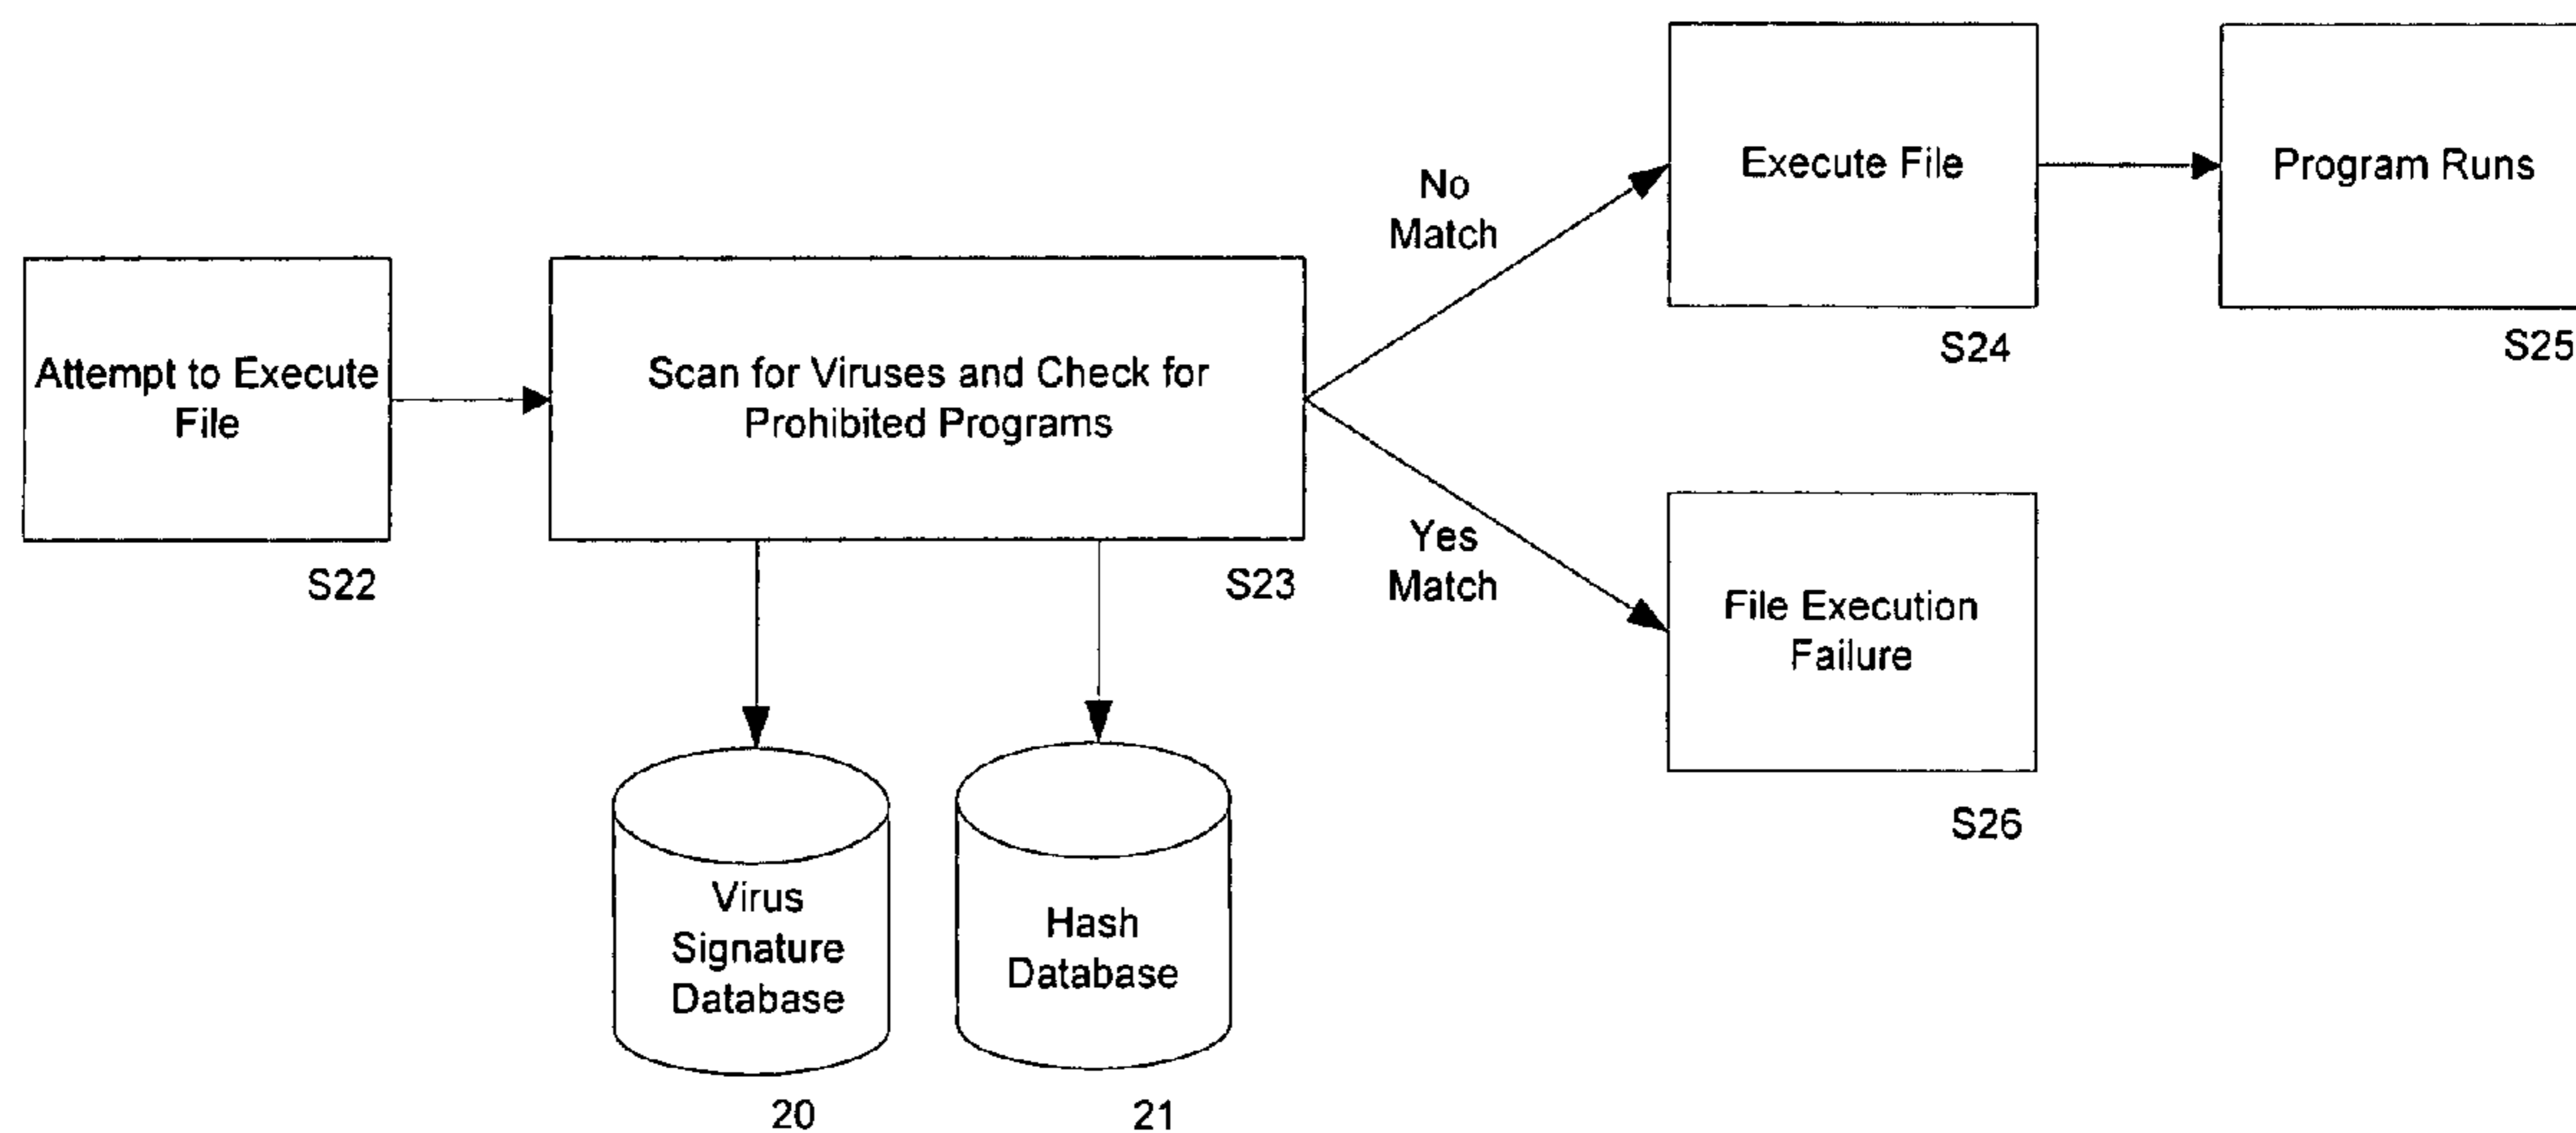 Attempt to Execute
File
S22
Scan for Viruses and Check for
Prohibited Programs
S23
No
Match
Execute File
S24
Program Runs
S25
Yes
Match
File Execution
Failure
S26
Virus
Signature
Database
20
Hash
Database
21